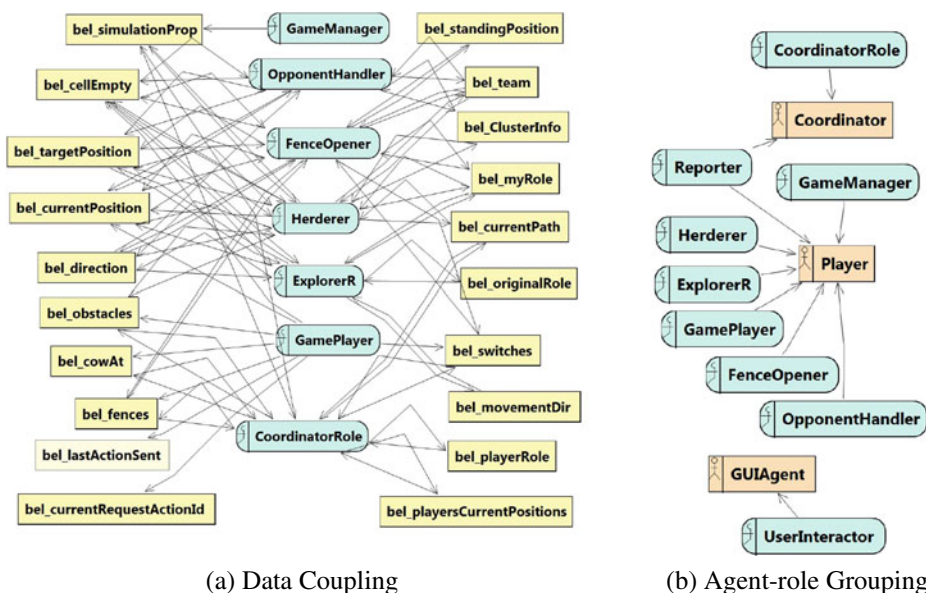 bel_simulationProp
GameManager
bel_standingPosition
bel_cellEmpty
OpponentHandler
bel_team
bel_targetPosition
FenceOpener
bel_ClusterInfo
bel_myRole
bel_currentPosition
Herderer
bel_currentPath
bel_direction
ExplorerR
bel_originalRole
bel_obstacles
GamePlayer
bel_cowAt
bel_switches
bel_fences
bel_movementDir
CoordinatorRole
bel_lastActionSent
bel_playerRole
bel_currentRequestActionId
bel_playersCurrentPositions
(a) Data Coupling
CoordinatorRole
Coordinator
Reporter
GameManager
Herderer
Player
ExplorerR
GamePlayer
FenceOpener
OpponentHandler
GUIAgent
UserInteractor
(b) Agent-role Grouping